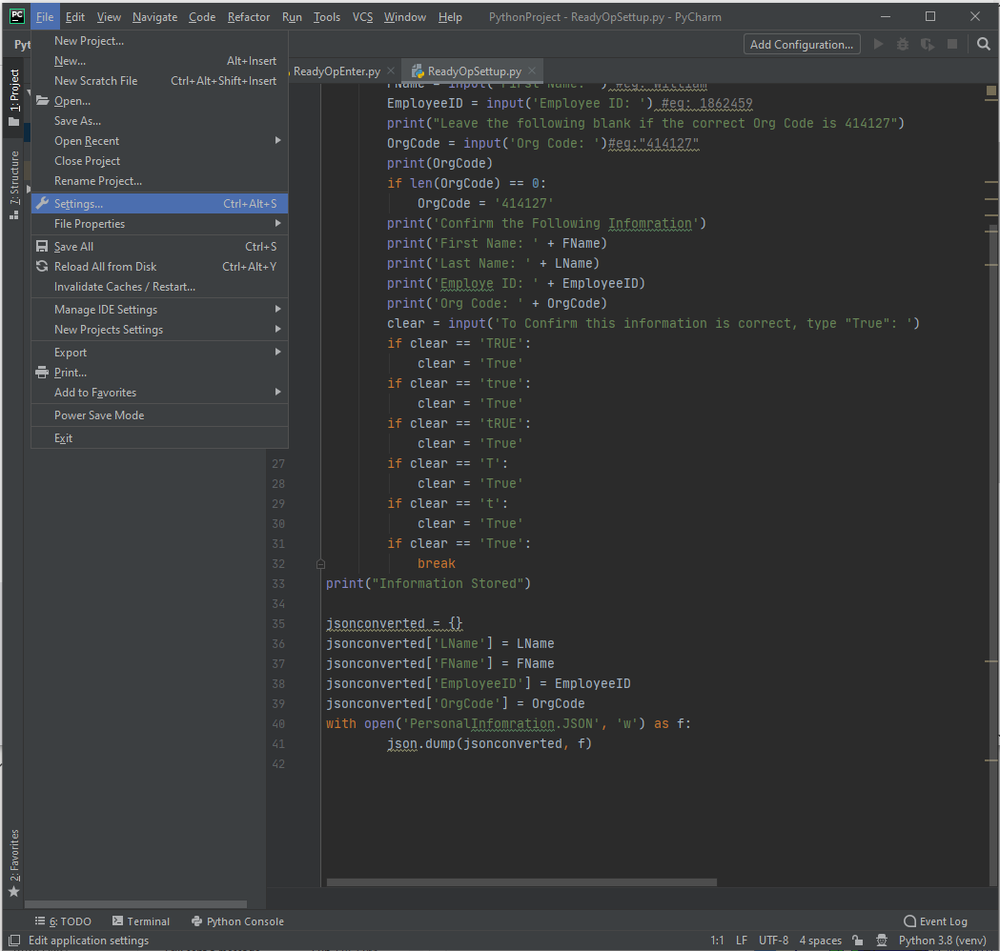 PC File Edit View Navigate Code Refactor Run Tools VCS Window Help PythonProject - ReadyOpSettup.py - PyCharm
Pyt Add Configuration...
New Project...
New... Alt+Insert
New Scratch File Ctrl+Alt+Shift+Insert
Open...
Save As...
Open Recent
Close Project
Rename Project...
Settings... Ctrl+Alt+S
File Properties
Save All Ctrl+S
Reload All from Disk Ctrl+Alt+Y
Invalidate Caches / Restart...
Manage IDE Settings
New Projects Settings
Export
Print...
Add to Favorites
Power Save Mode
Exit
1: Project
7: Structure
2: Favorites
ReadyOpEnter.py ReadyOpSettup.py
FName = input('First Name: ') #eg: William
EmployeeID = input('Employee ID: ') #eg: 1862459
print("Leave the following blank if the correct Org Code is 414127")
OrgCode = input('Org Code: ')#eg:"414127"
print(OrgCode)
if len(OrgCode) == 0:
OrgCode = '414127'
print('Confirm the Following Infomration')
print('First Name: ' + FName)
print('Last Name: ' + LName)
print('Employe ID: ' + EmployeeID)
print('Org Code: ' + OrgCode)
clear = input('To Confirm this information is correct, type "True": ')
if clear == 'TRUE':
clear = 'True'
if clear == 'true':
clear = 'True'
if clear == 'tRUE':
clear = 'True'
27 if clear == 'T':
28 clear = 'True'
29 if clear == 't':
30 clear = 'True'
31 if clear == 'True':
32 break
33 print("Information Stored")
34
35 jsonconverted = {}
36 jsonconverted['LName'] = LName
37 jsonconverted['FName'] = FName
38 jsonconverted['EmployeeID'] = EmployeeID
39 jsonconverted['OrgCode'] = OrgCode
40 with open('PersonalInfomration.JSON', 'w') as f:
41 json.dump(jsonconverted, f)
42
6: TODO Terminal Python Console Event Log
Edit application settings 1:1 LF UTF-8 4 spaces Python 3.8 (venv)